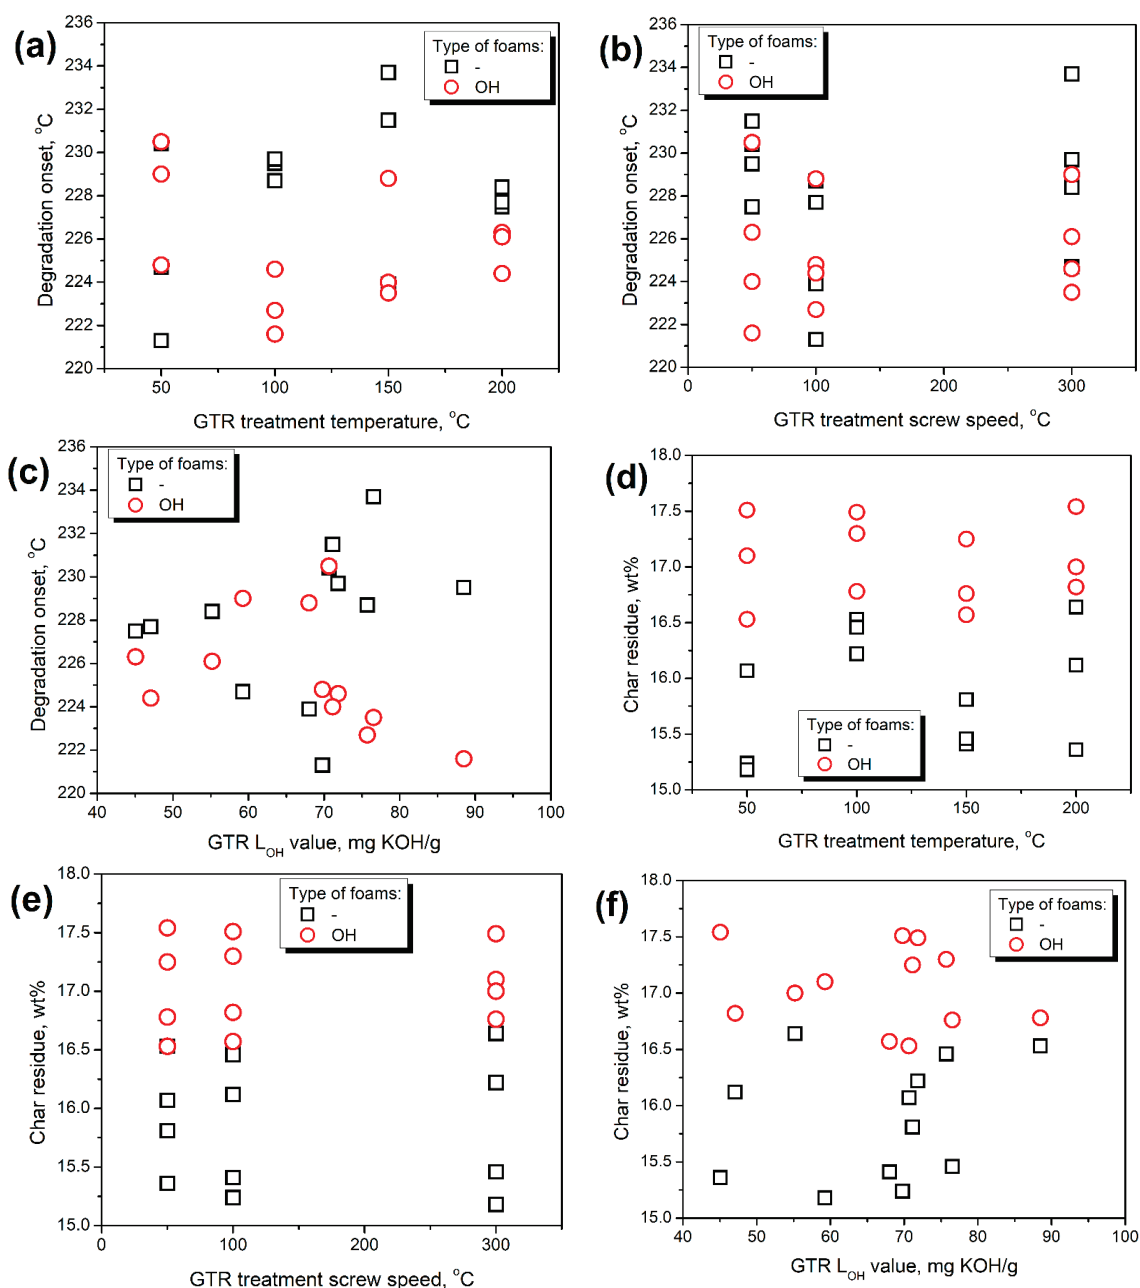 (a)
236
234
232
230
228
226
224
222
220
Degradation onset, °C
Type of foams:
-
OH
50
100
150
200
GTR treatment temperature, °C
(b)
236
234
232
230
228
226
224
222
220
Degradation onset, °C
Type of foams:
-
OH
0
100
200
300
GTR treatment screw speed, °C
(c)
236
234
232
230
228
226
224
222
220
Degradation onset, °C
Type of foams:
-
OH
40
50
60
70
80
90
100
GTR LOH value, mg KOH/g
(d)
18.0
17.5
17.0
16.5
16.0
15.5
15.0
Char residue, wt%
Type of foams:
-
OH
50
100
150
200
GTR treatment temperature, °C
(e)
18.0
17.5
17.0
16.5
16.0
15.5
15.0
Char residue, wt%
Type of foams:
-
OH
0
100
200
300
GTR treatment screw speed, °C
(f)
18.0
17.5
17.0
16.5
16.0
15.5
15.0
Char residue, wt%
Type of foams:
-
OH
40
50
60
70
80
90
100
GTR LOH value, mg KOH/g